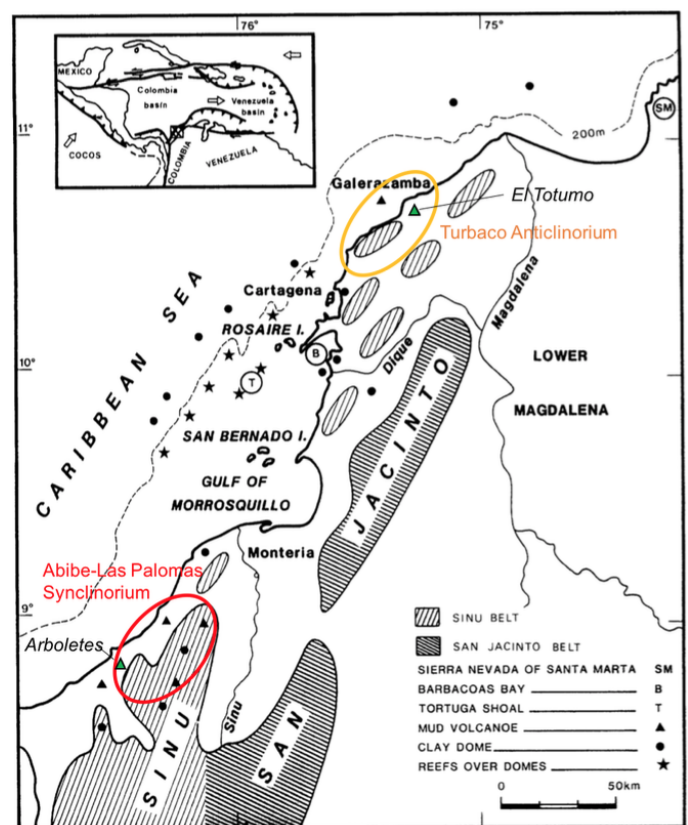 76°
75°
MEXICO
Colombia
basin
Venezuela
basin
COCOS
COLOMBIA
VENEZUELA
11°
SM
200m
Galerazamba
El Totumo
Turbaco Anticlinorium
Magdalena
CARIBBEAN SEA
Cartagena
ROSAIRE I.
B
Dique
10°
T
LOWER
MAGDALENA
JACINTO
SAN BERNADO I.
GULF OF
MORROSQUILLO
Monteria
Abibe-Las Palomas
Synclinorium
9°
Arboletes
Sinu
SINU
SAN
SINU BELT
SAN JACINTO BELT
SIERRA NEVADA OF SANTA MARTA SM
BARBACOAS BAY B
TORTUGA SHOAL T
MUD VOLCANOE
CLAY DOME
REEFS OVER DOMES
0 50km